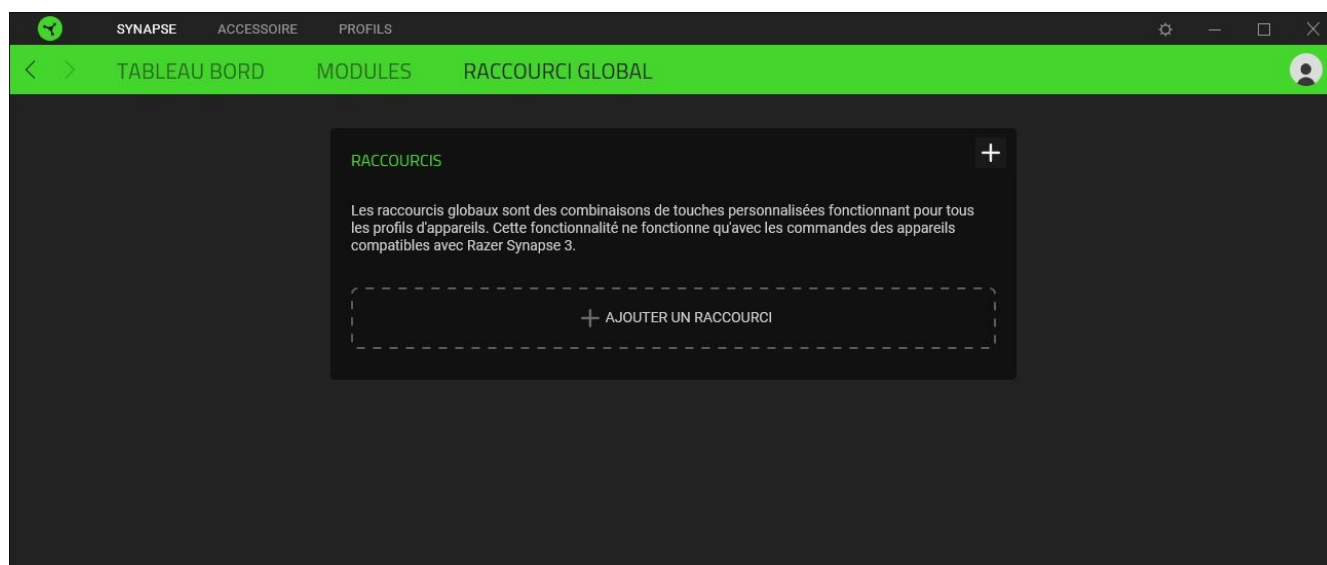 SYNAPSE ACCESSOIRE PROFILS
TABLEAU BORD MODULES RACCOURCI GLOBAL
RACCOURCIS
Les raccourcis globaux sont des combinaisons de touches personnalisées fonctionnant pour tous
les profils d'appareils. Cette fonctionnalité ne fonctionne qu'avec les commandes des appareils
compatibles avec Razer Synapse 3.
AJOUTER UN RACCOURCI